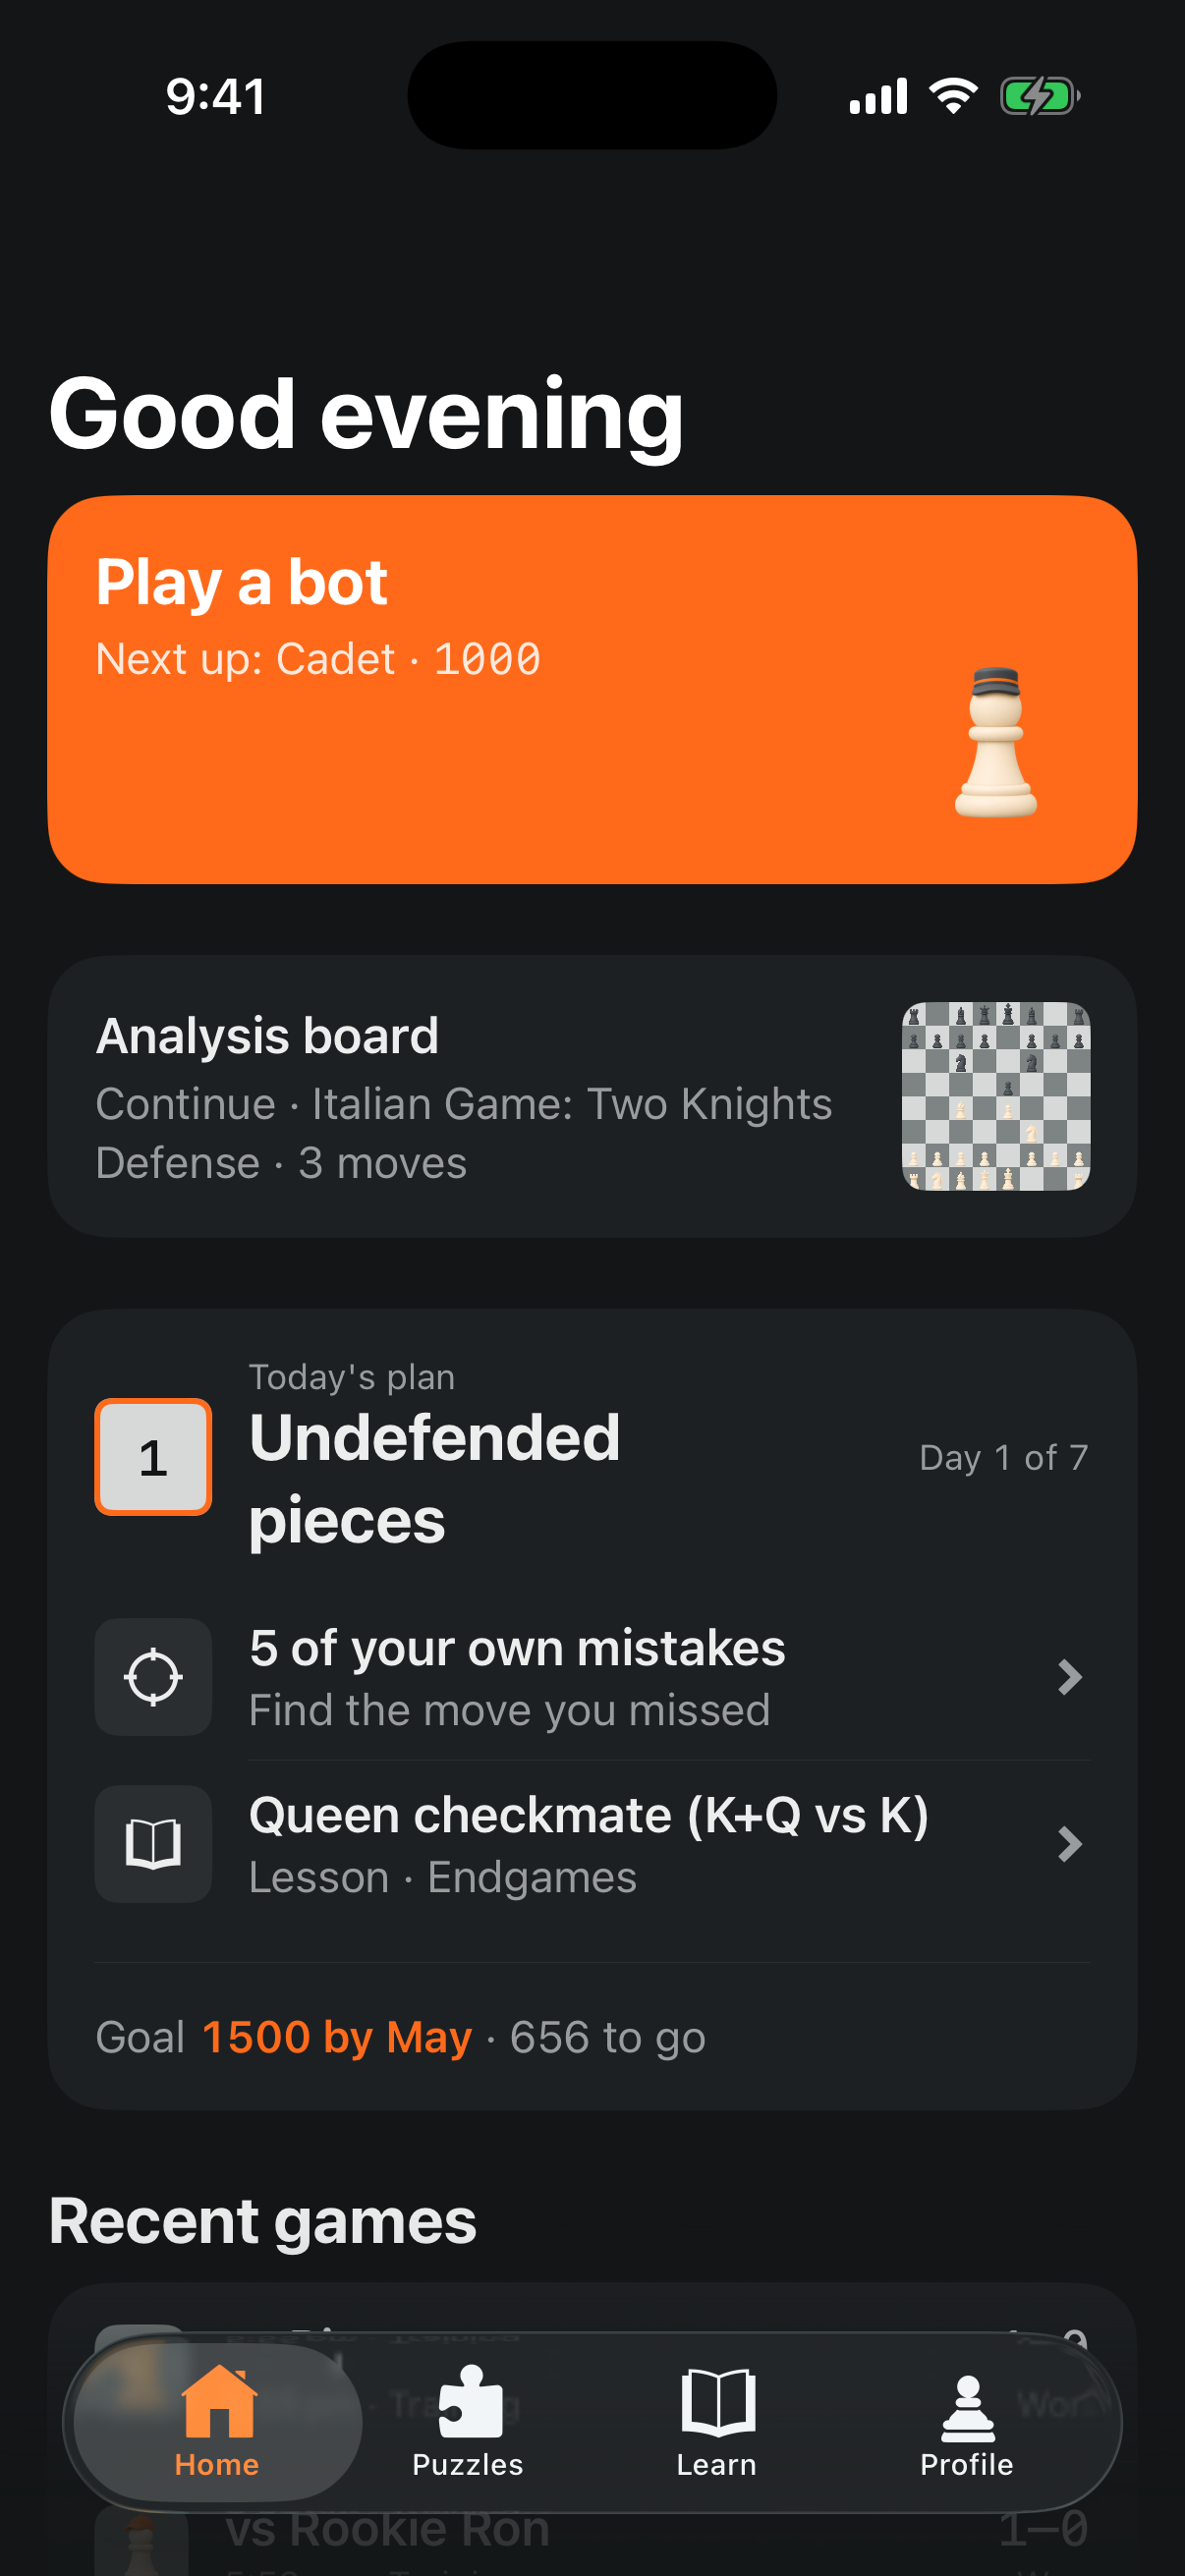 9:41
Good evening
Play a bot
Next up: Cadet · 1000
Analysis board
Continue · Italian Game: Two Knights
Defense · 3 moves
Today's plan
1
Undefended
pieces
Day 1 of 7
5 of your own mistakes
Find the move you missed
Queen checkmate (K+Q vs K)
Lesson · Endgames
Goal 1500 by May · 656 to go
Recent games
Home
Puzzles
Learn
Profile
vs Rookie Ron
1–0